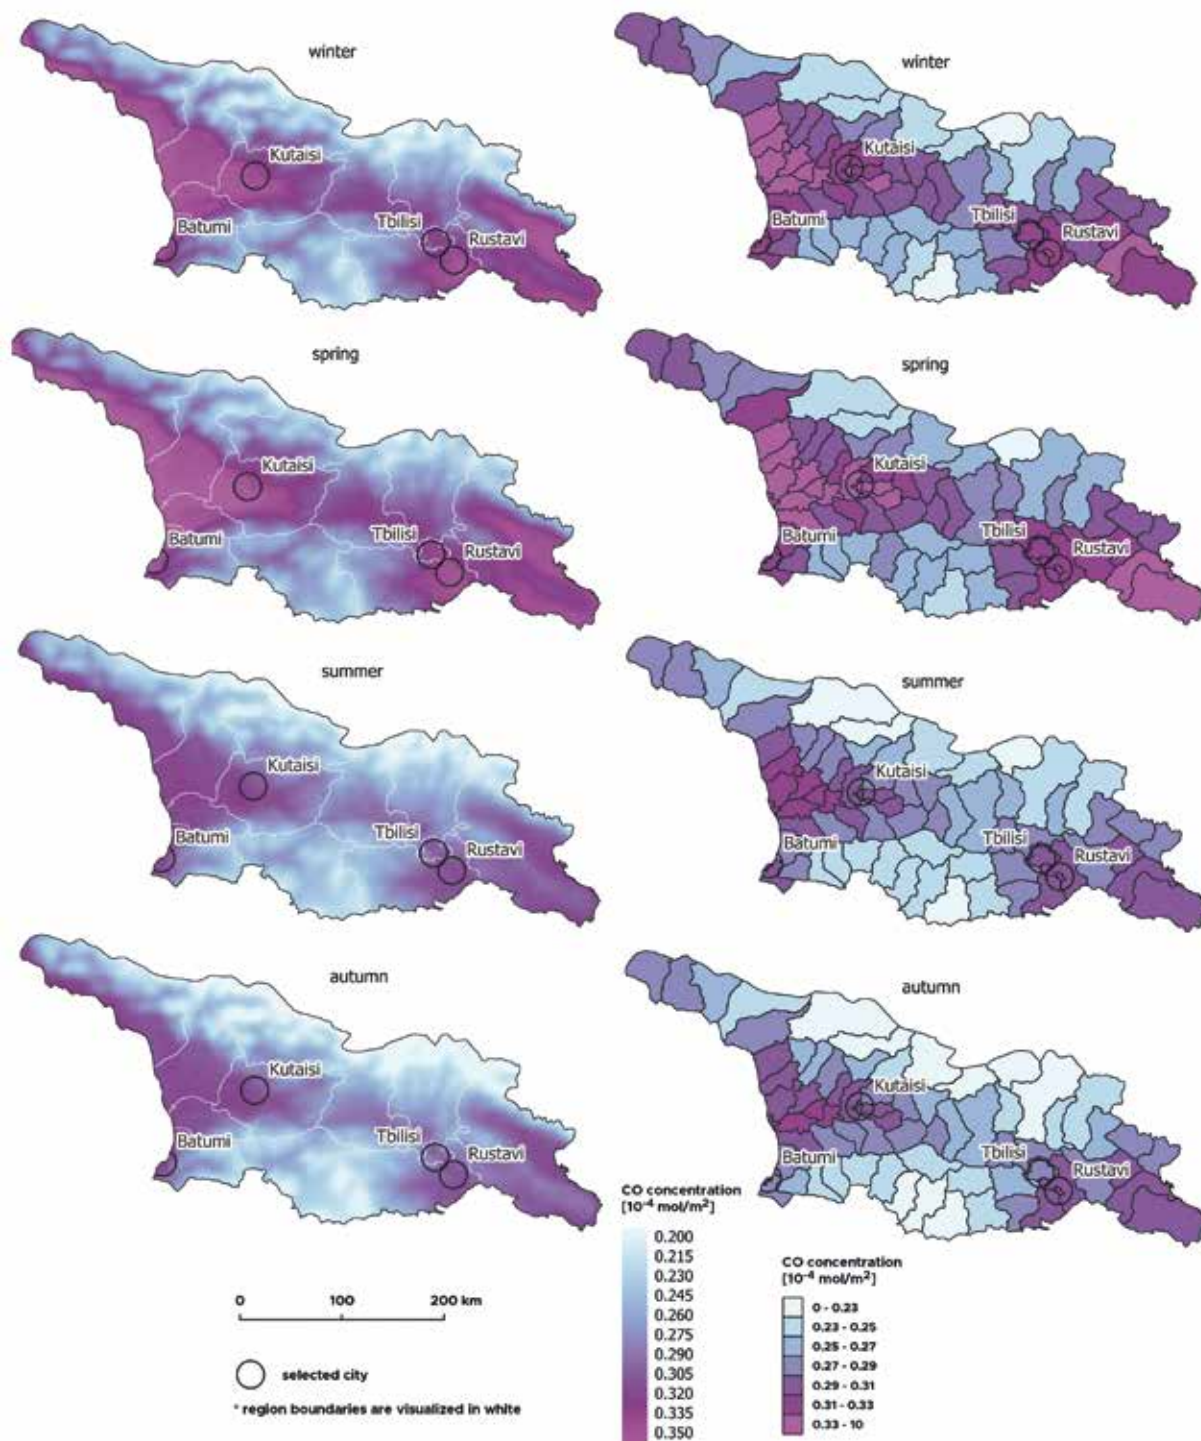 winter
winter
Kutaisi
Kutaisi
Batumi
Tbilisi
Rustavi
Batumi
Tbilisi
Rustavi
spring
spring
Kutaisi
Kutaisi
Batumi
Tbilisi
Rustavi
Batumi
Tbilisi
Rustavi
summer
summer
Kutaisi
Kutaisi
Batumi
Tbilisi
Rustavi
Batumi
Tbilisi
Rustavi
autumn
autumn
Kutaisi
Kutaisi
Batumi
Tbilisi
Rustavi
Batumi
Tbilisi
Rustavi
0 100 200 km
selected city
* region boundaries are visualized in white
CO concentration
[10⁻⁴ mol/m²]
0.200
0.215
0.230
0.245
0.260
0.275
0.290
0.305
0.320
0.335
0.350
CO concentration
[10⁻⁴ mol/m²]
0 - 0.23
0.23 - 0.25
0.25 - 0.27
0.27 - 0.29
0.29 - 0.31
0.31 - 0.33
0.33 - 10